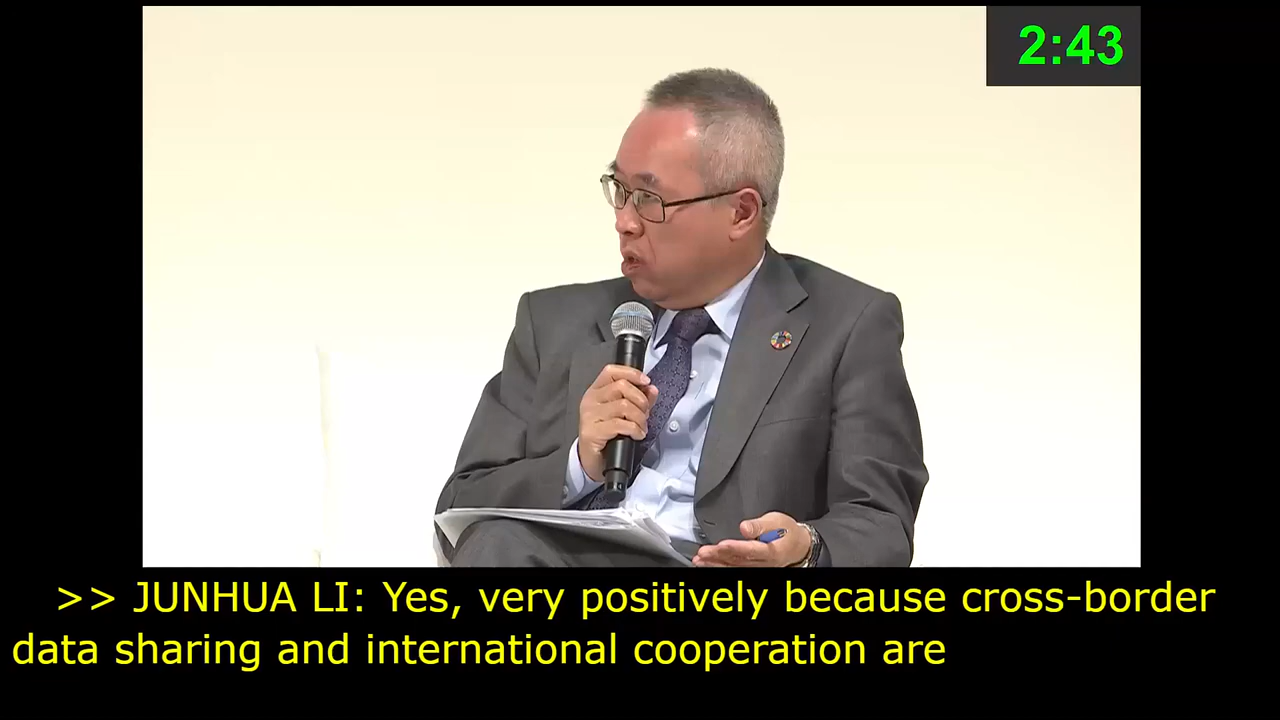 2:43
>> JUNHUA LI: Yes, very positively because cross-border
data sharing and international cooperation are